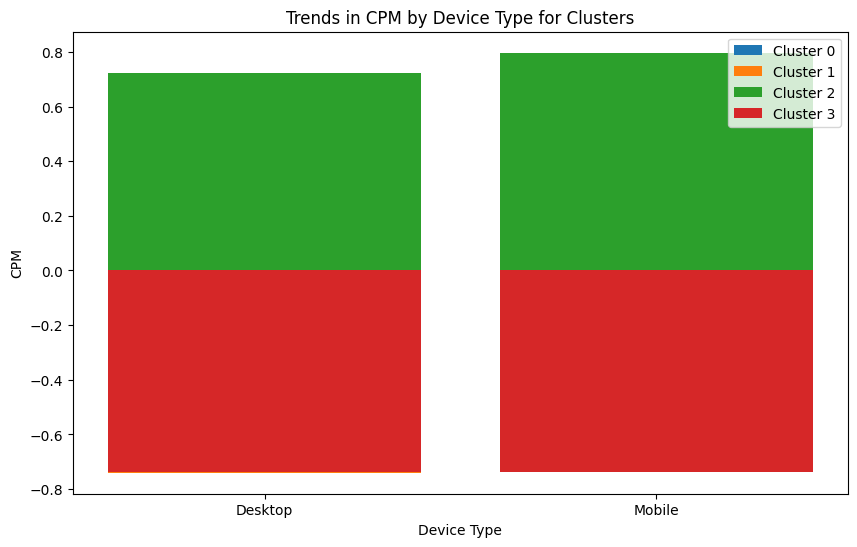 Trends in CPM by Device Type for Clusters
Cluster 0
Cluster 1
Cluster 2
Cluster 3
CPM
0.8
0.6
0.4
0.2
0.0
−0.2
−0.4
−0.6
−0.8
Desktop
Mobile
Device Type